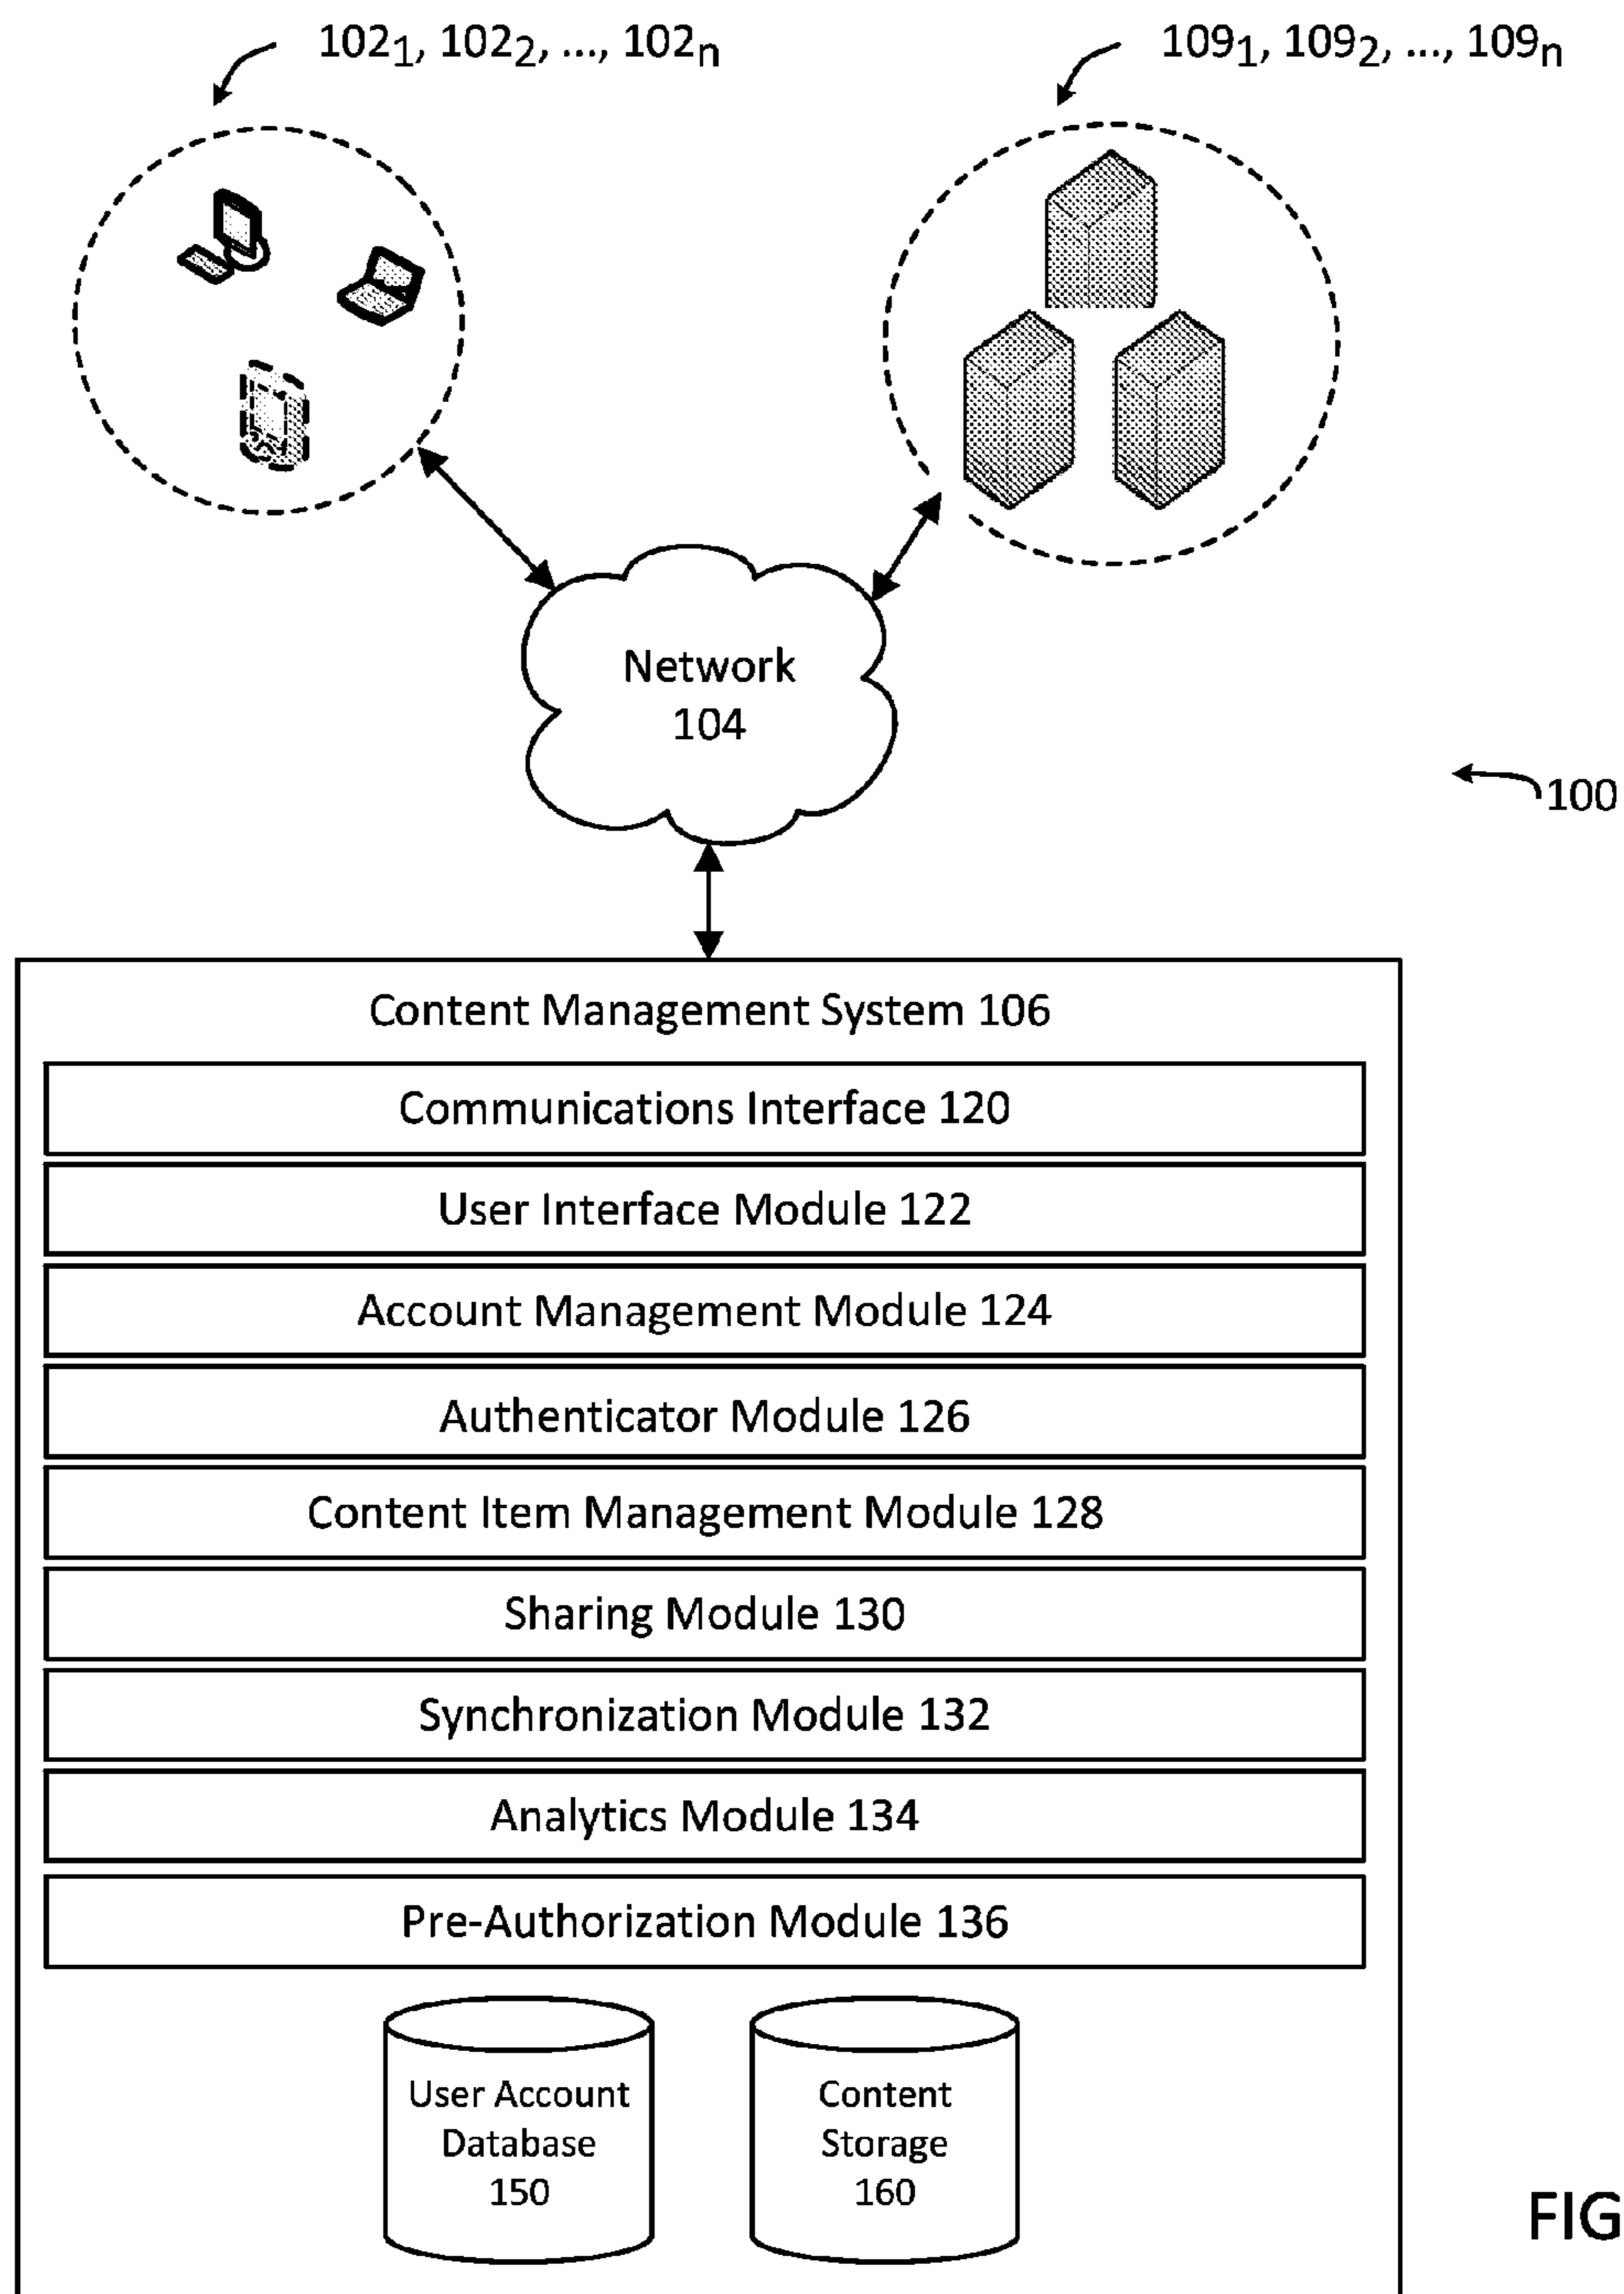 102₁, 102₂, ..., 102ₙ
109₁, 109₂, ..., 109ₙ
Network
104
100
Content Management System 106
Communications Interface 120
User Interface Module 122
Account Management Module 124
Authenticator Module 126
Content Item Management Module 128
Sharing Module 130
Synchronization Module 132
Analytics Module 134
Pre-Authorization Module 136
User Account
Database
150
Content
Storage
160
FIG